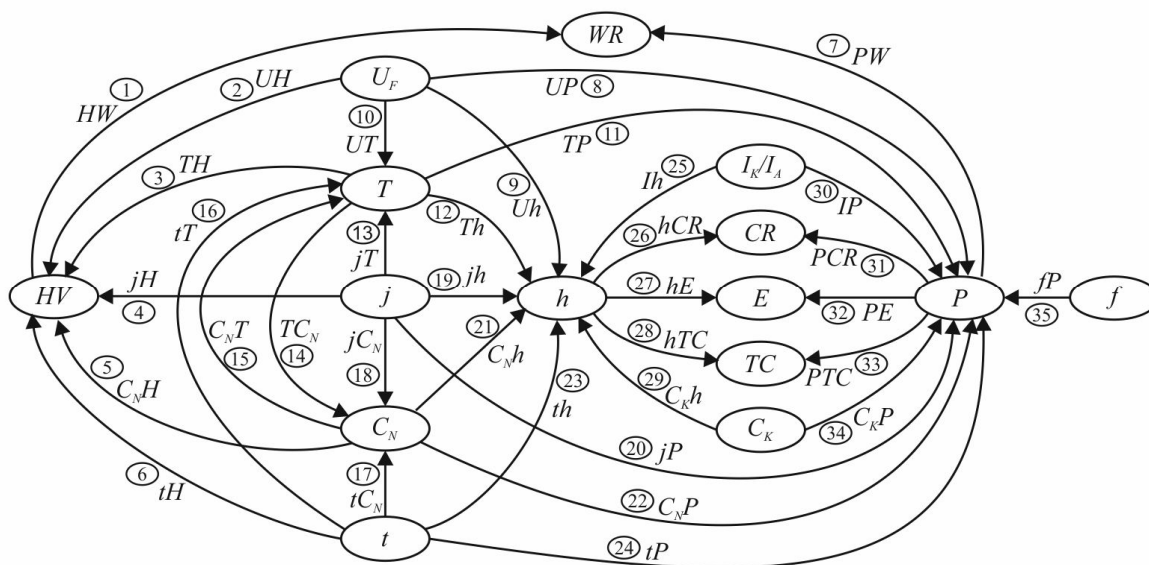 WR
⑦ PW
① HW
② UH
U_F
UP ⑧
⑩ UT
TP ⑪
③ TH
T
⑨ Uh
Ih ㉕
I_K/I_A
㉚ IP
⑯ tT
⑫ Th
⑬ jT
㉖ hCR
CR
PCR ㉛
HV
jH
④
j
⑲ jh
h
㉗ hE
E
㉜ PE
P
fP
㉟
f
C_NT
⑮
TC_N
⑭
jC_N
⑱
㉑
C_Nh
㉘ hTC
TC
PTC ㉝
⑤ C_NH
㉓ th
㉙ C_Kh
C_K
㉞ C_KP
C_N
⑥ tH
⑰ tC_N
⑳ jP
㉒ C_NP
t
㉔ tP